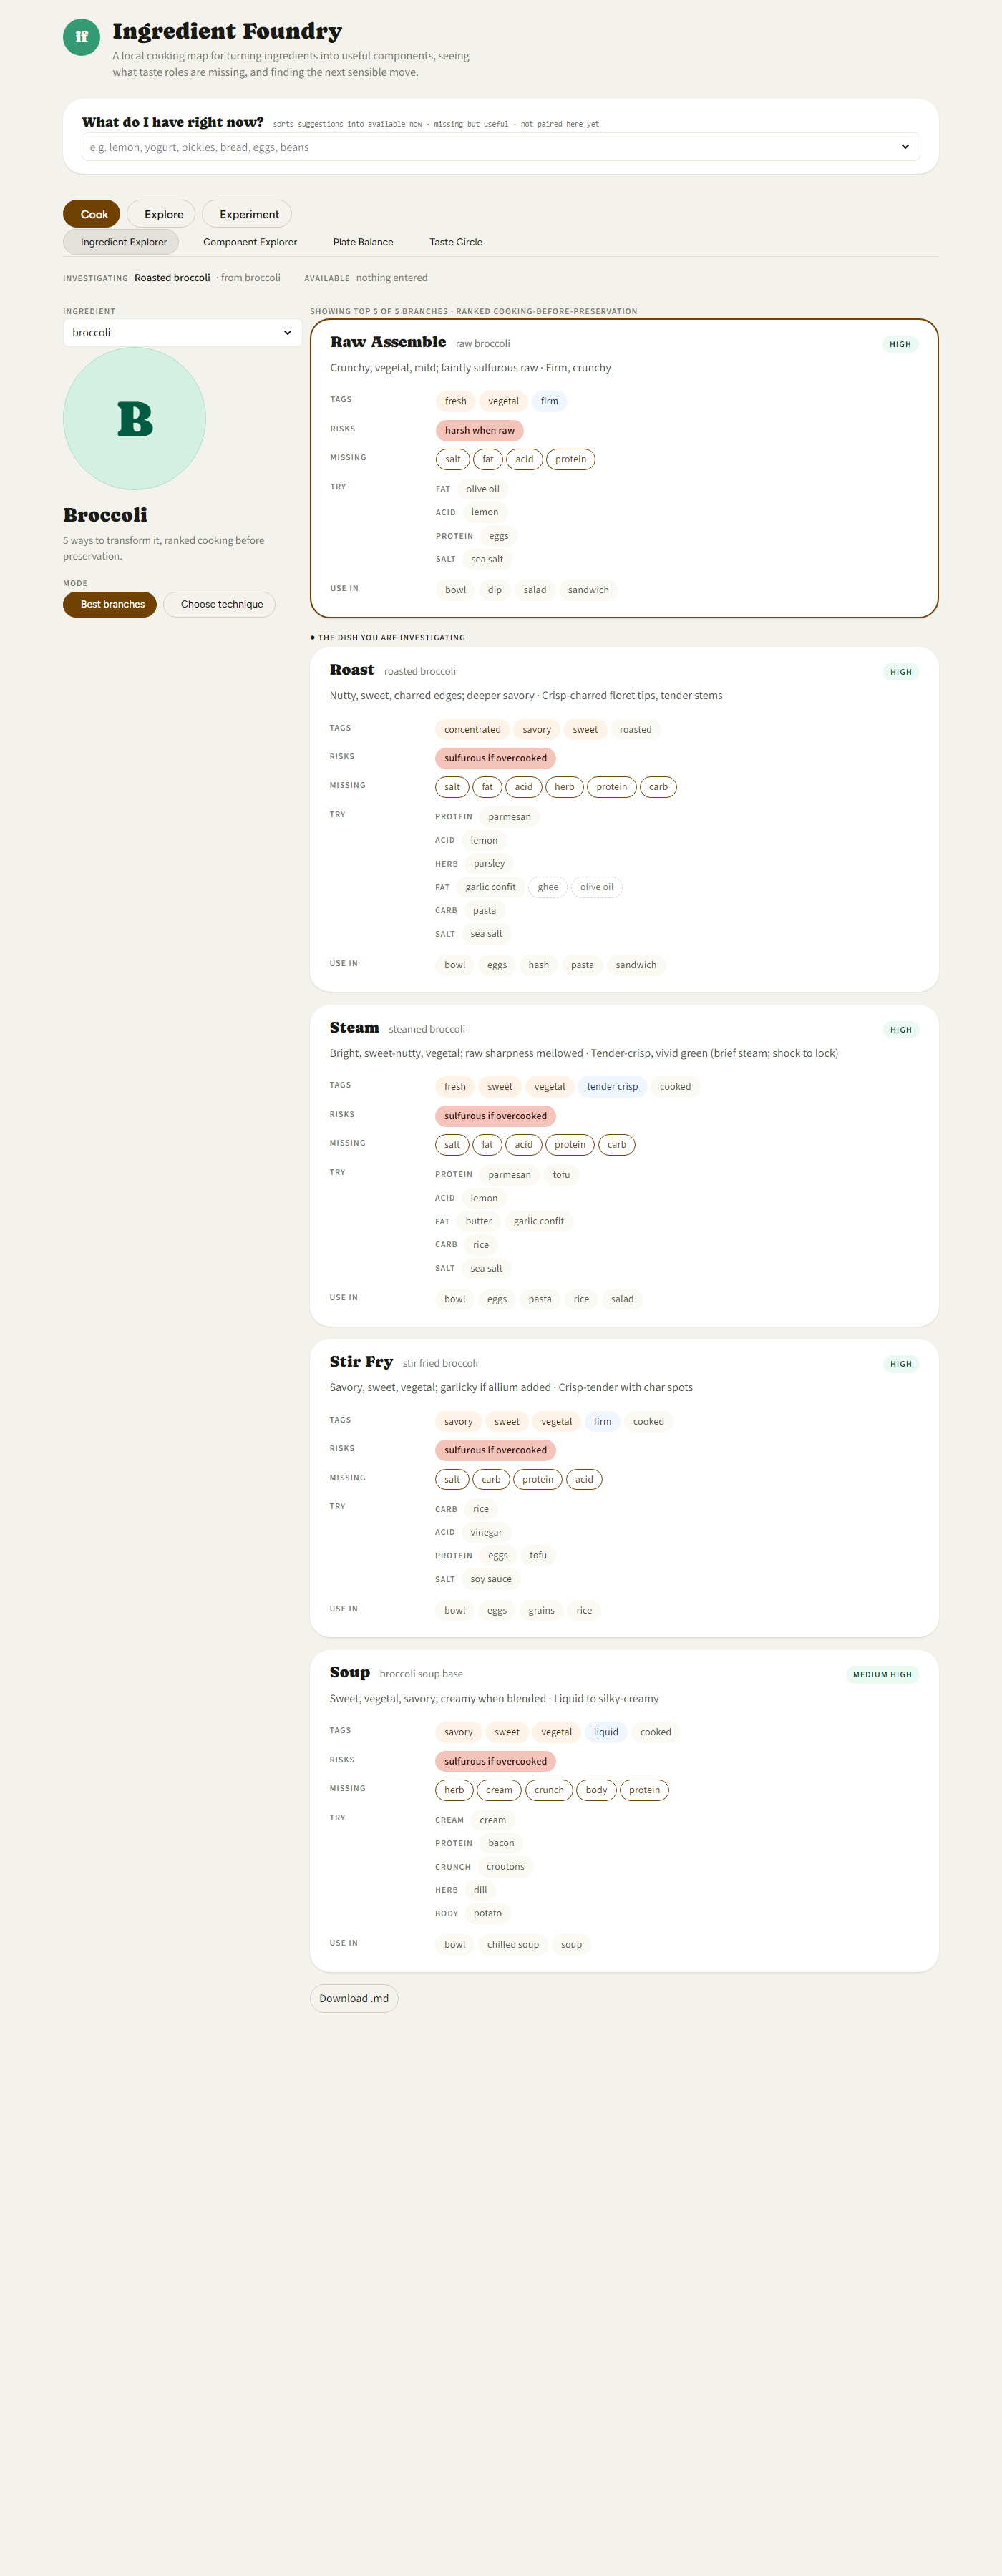 if
Ingredient Foundry
A local cooking map for turning ingredients into useful components, seeing
what taste roles are missing, and finding the next sensible move.
What do I have right now? sorts suggestions into available now · missing but useful · not paired here yet
e.g. lemon, yogurt, pickles, bread, eggs, beans
Cook Explore Experiment
Ingredient Explorer Component Explorer Plate Balance Taste Circle
INVESTIGATING Roasted broccoli · from broccoli AVAILABLE nothing entered
INGREDIENT
broccoli
B
Broccoli
5 ways to transform it, ranked cooking before
preservation.
MODE
Best branches Choose technique
SHOWING TOP 5 OF 5 BRANCHES · RANKED COOKING-BEFORE-PRESERVATION
Raw Assemble raw broccoli HIGH
Crunchy, vegetal, mild; faintly sulfurous raw · Firm, crunchy
TAGS fresh vegetal firm
RISKS harsh when raw
MISSING salt fat acid protein
TRY FAT olive oil
ACID lemon
PROTEIN eggs
SALT sea salt
USE IN bowl dip salad sandwich
● THE DISH YOU ARE INVESTIGATING
Roast roasted broccoli HIGH
Nutty, sweet, charred edges; deeper savory · Crisp-charred floret tips, tender stems
TAGS concentrated savory sweet roasted
RISKS sulfurous if overcooked
MISSING salt fat acid herb protein carb
TRY PROTEIN parmesan
ACID lemon
HERB parsley
FAT garlic confit ghee olive oil
CARB pasta
SALT sea salt
USE IN bowl eggs hash pasta sandwich
Steam steamed broccoli HIGH
Bright, sweet-nutty, vegetal; raw sharpness mellowed · Tender-crisp, vivid green (brief steam; shock to lock)
TAGS fresh sweet vegetal tender crisp cooked
RISKS sulfurous if overcooked
MISSING salt fat acid protein carb
TRY PROTEIN parmesan tofu
ACID lemon
FAT butter garlic confit
CARB rice
SALT sea salt
USE IN bowl eggs pasta rice salad
Stir Fry stir fried broccoli HIGH
Savory, sweet, vegetal; garlicky if allium added · Crisp-tender with char spots
TAGS savory sweet vegetal firm cooked
RISKS sulfurous if overcooked
MISSING salt carb protein acid
TRY CARB rice
ACID vinegar
PROTEIN eggs tofu
SALT soy sauce
USE IN bowl eggs grains rice
Soup broccoli soup base MEDIUM HIGH
Sweet, vegetal, savory; creamy when blended · Liquid to silky-creamy
TAGS savory sweet vegetal liquid cooked
RISKS sulfurous if overcooked
MISSING herb cream crunch body protein
TRY CREAM cream
PROTEIN bacon
CRUNCH croutons
HERB dill
BODY potato
USE IN bowl chilled soup soup
Download .md